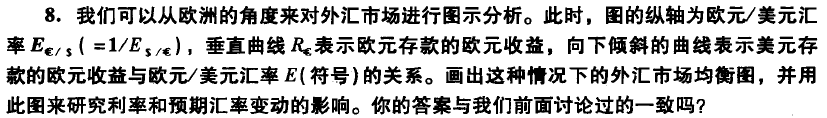 8. 我们可以从欧洲的角度来对外汇市场进行图示分析。此时，图的纵轴为欧元/美元汇
率 E€/$ ( =1/E$/€)，垂直曲线 R€表示欧元存款的欧元收益，向下倾斜的曲线表示美元存
款的欧元收益与欧元/美元汇率 E(符号)的关系。画出这种情况下的外汇市场均衡图，并用
此图来研究利率和预期汇率变动的影响。你的答案与我们前面讨论过的一致吗?